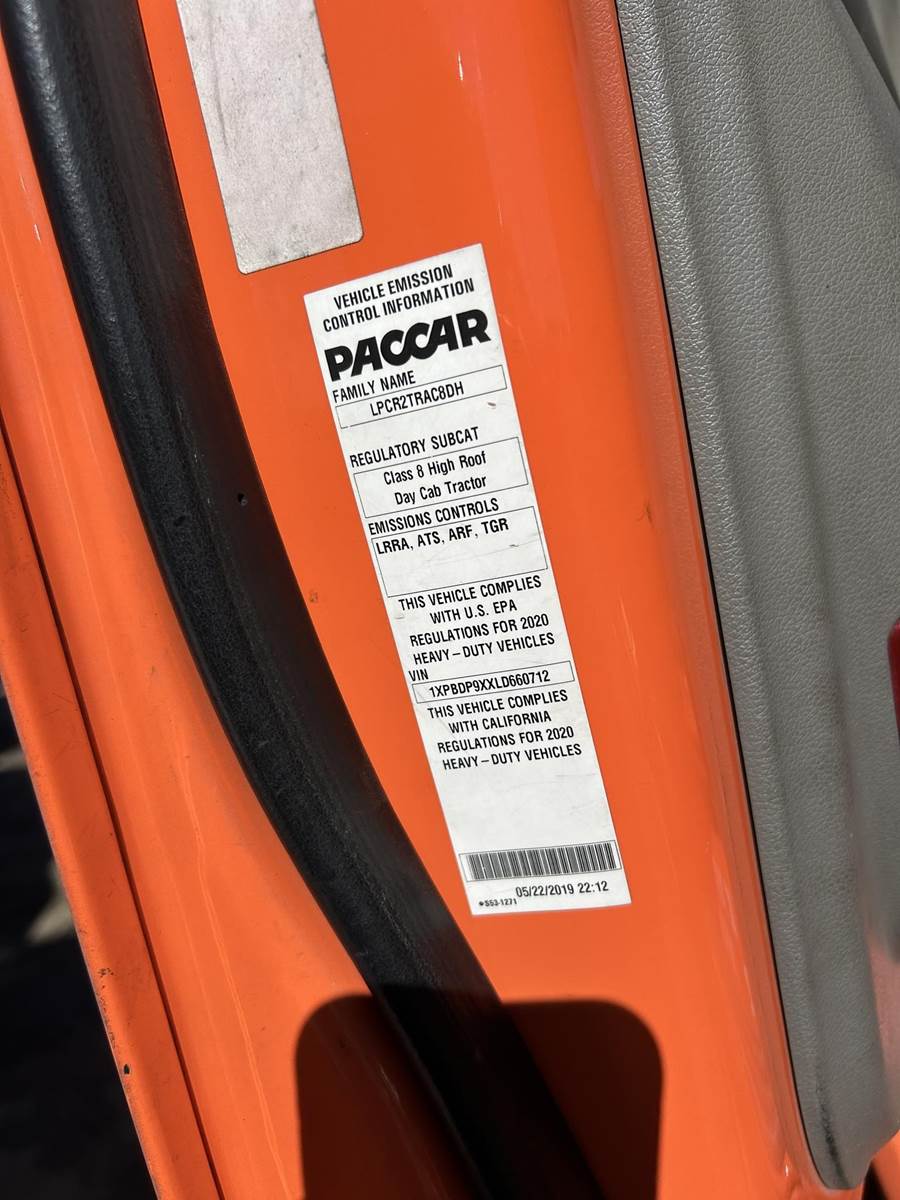 VEHICLE EMISSION
CONTROL INFORMATION
PACCAR
FAMILY NAME
LPCR2TRAC8DH
REGULATORY SUBCAT
Class 8 High Roof
Day Cab Tractor
EMISSIONS CONTROLS
LRRA, ATS, ARF, TGR
THIS VEHICLE COMPLIES
WITH U.S. EPA
REGULATIONS FOR 2020
HEAVY-DUTY VEHICLES
VIN
1XPBDP9XXLD660712
THIS VEHICLE COMPLIES
WITH CALIFORNIA
REGULATIONS FOR 2020
HEAVY-DUTY VEHICLES
05/22/2019 22:12
*S53-1271